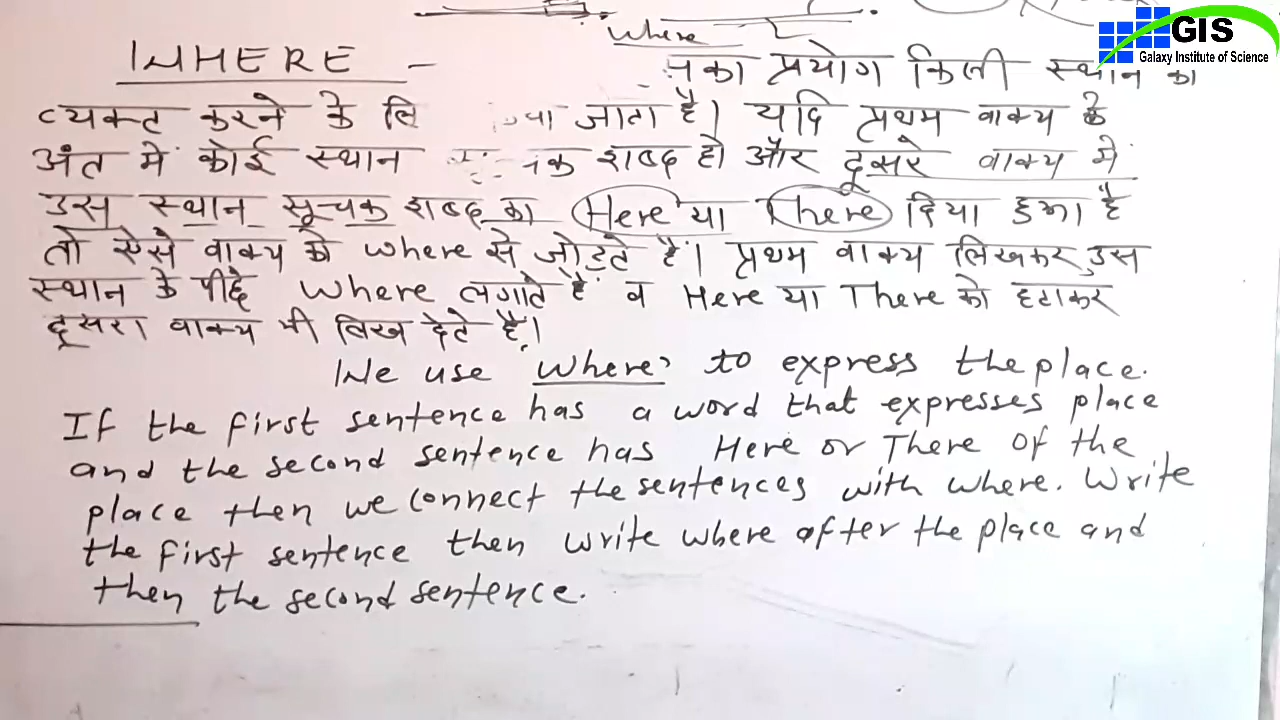 GIS
Galaxy Institute of Science
where
WHERE – का प्रयोग किसी स्थान को
व्यक्त करने के लि जाता है। यदि प्रथम वाक्य के
अंत में कोई स्थान शब्द हो और दूसरे वाक्य में
उस स्थान सूचक शब्द का Here या There दिया हुआ है
तो ऐसे वाक्य को where से जोड़ते हैं। प्रथम वाक्य लिखकर उस
स्थान के पीछे where लगाते हैं व Here या There को हटाकर
दूसरा वाक्य भी लिख देते है।
We use where' to express the place.
If the first sentence has a word that expresses place
and the second sentence has Here or There of the
place then we connect the sentences with where. Write
the first sentence then write where after the place and
then the second sentence.